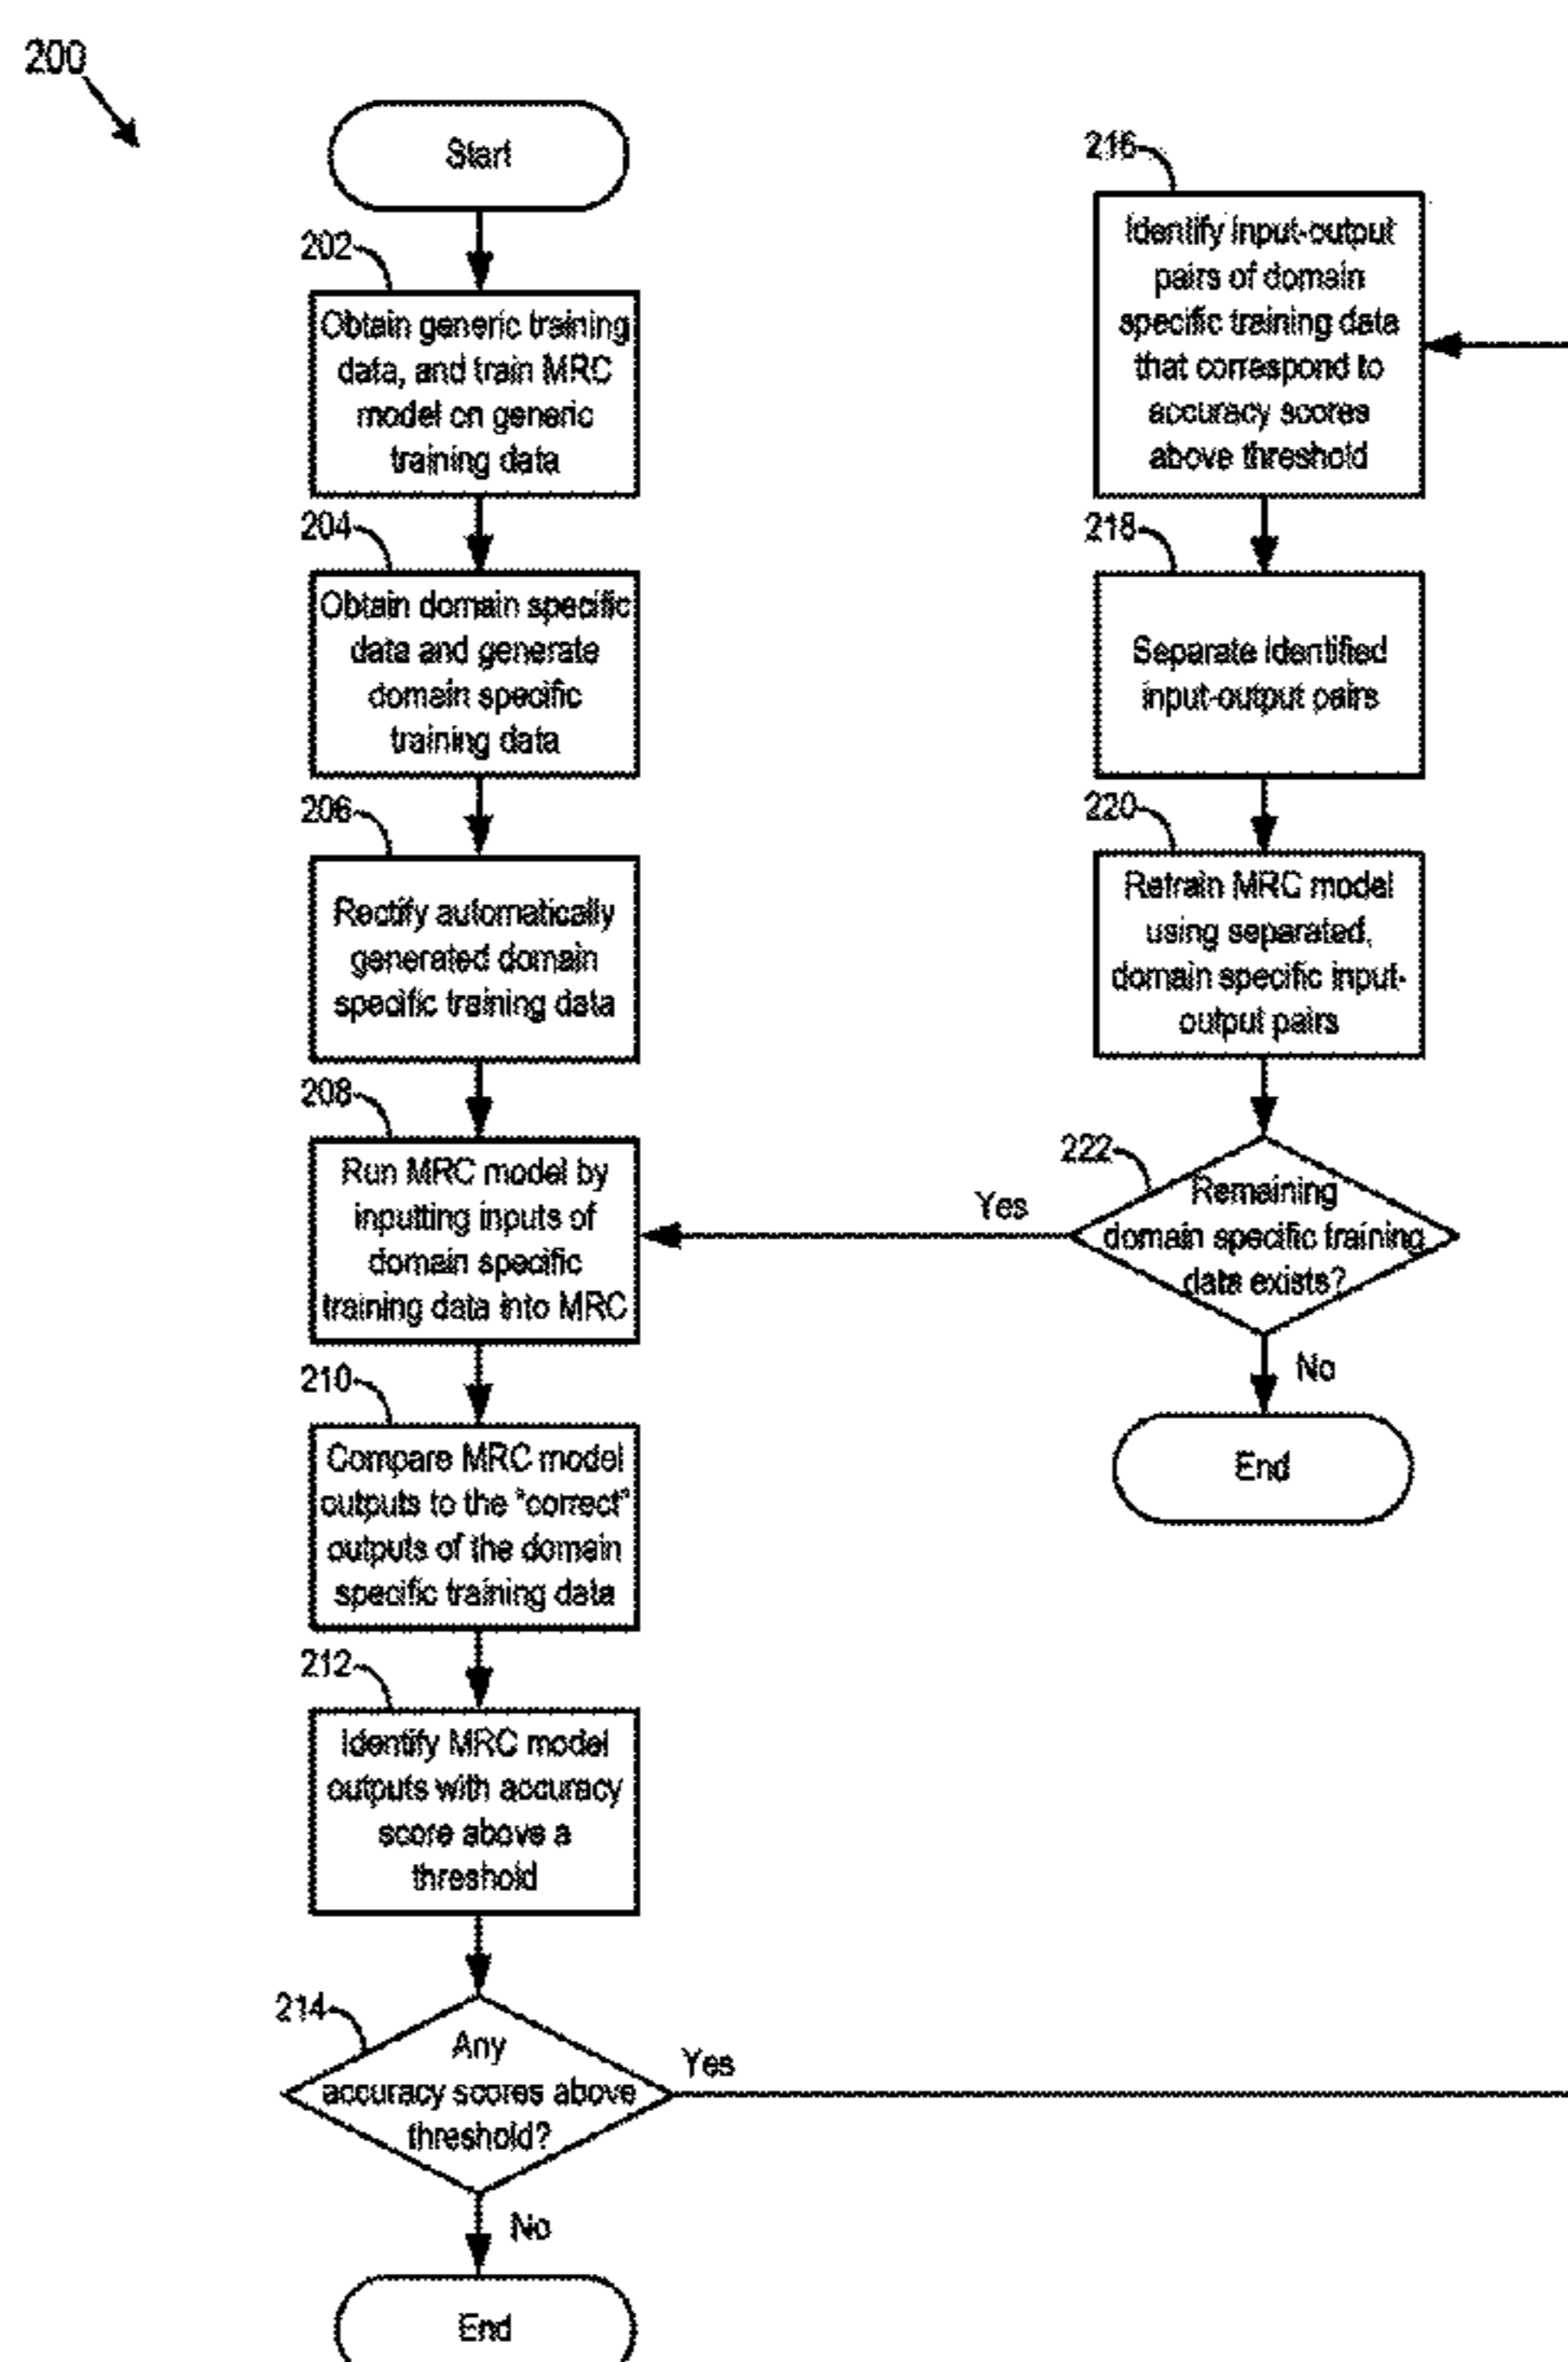 200
Start
202
Obtain generic training
data, and train MRC
model on generic
training data
204
Obtain domain specific
data and generate
domain specific
training data
206
Rectify automatically
generated domain
specific training data
208
Run MRC model by
inputting inputs of
domain specific
training data into MRC
210
Compare MRC model
outputs to the "correct"
outputs of the domain
specific training data
212
Identify MRC model
outputs with accuracy
score above a
threshold
214
Any
accuracy scores above
threshold?
Yes
No
End
216
Identify input-output
pairs of domain
specific training data
that correspond to
accuracy scores
above threshold
218
Separate identified
input-output pairs
220
Retrain MRC model
using separated,
domain specific input-
output pairs
222
Remaining
domain specific training
data exists?
Yes
No
End